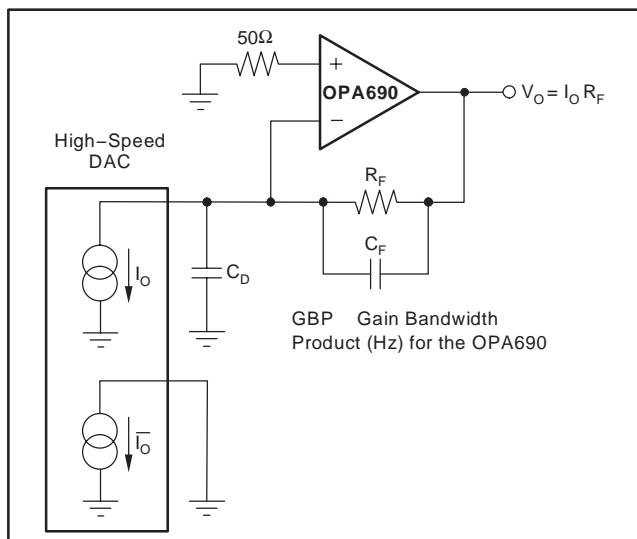 50Ω
+
OPA690
−
V_O = I_O R_F
High−Speed
DAC
R_F
C_F
I_O
C_D
GBP Gain Bandwidth
Product (Hz) for the OPA690
I̅_O̅